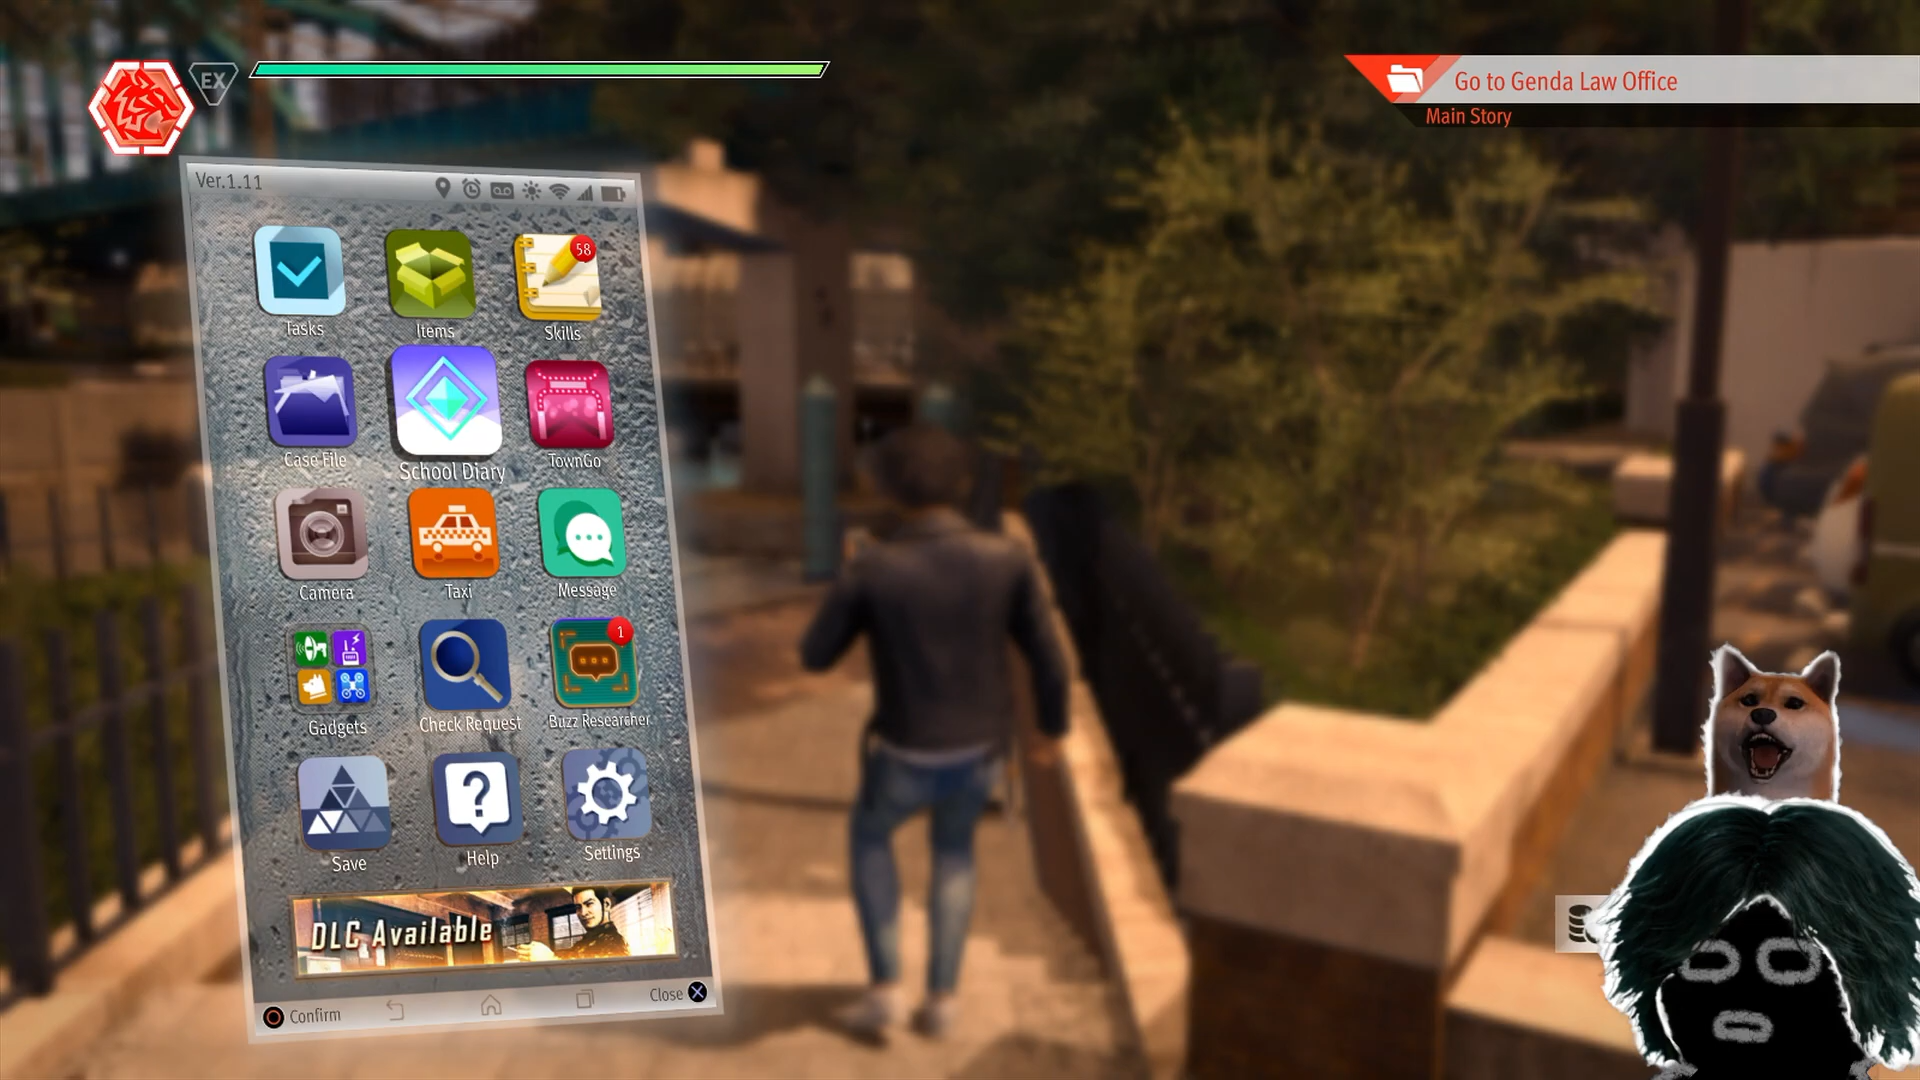 EX
Go to Genda Law Office
Main Story
Ver.1.11
58
Tasks
Items
Skills
Case File
School Diary
TownGo
Camera
Taxi
Message
1
Gadgets
Check Request
Buzz Researcher
Save
Help
Settings
DLC Available
Confirm
Close